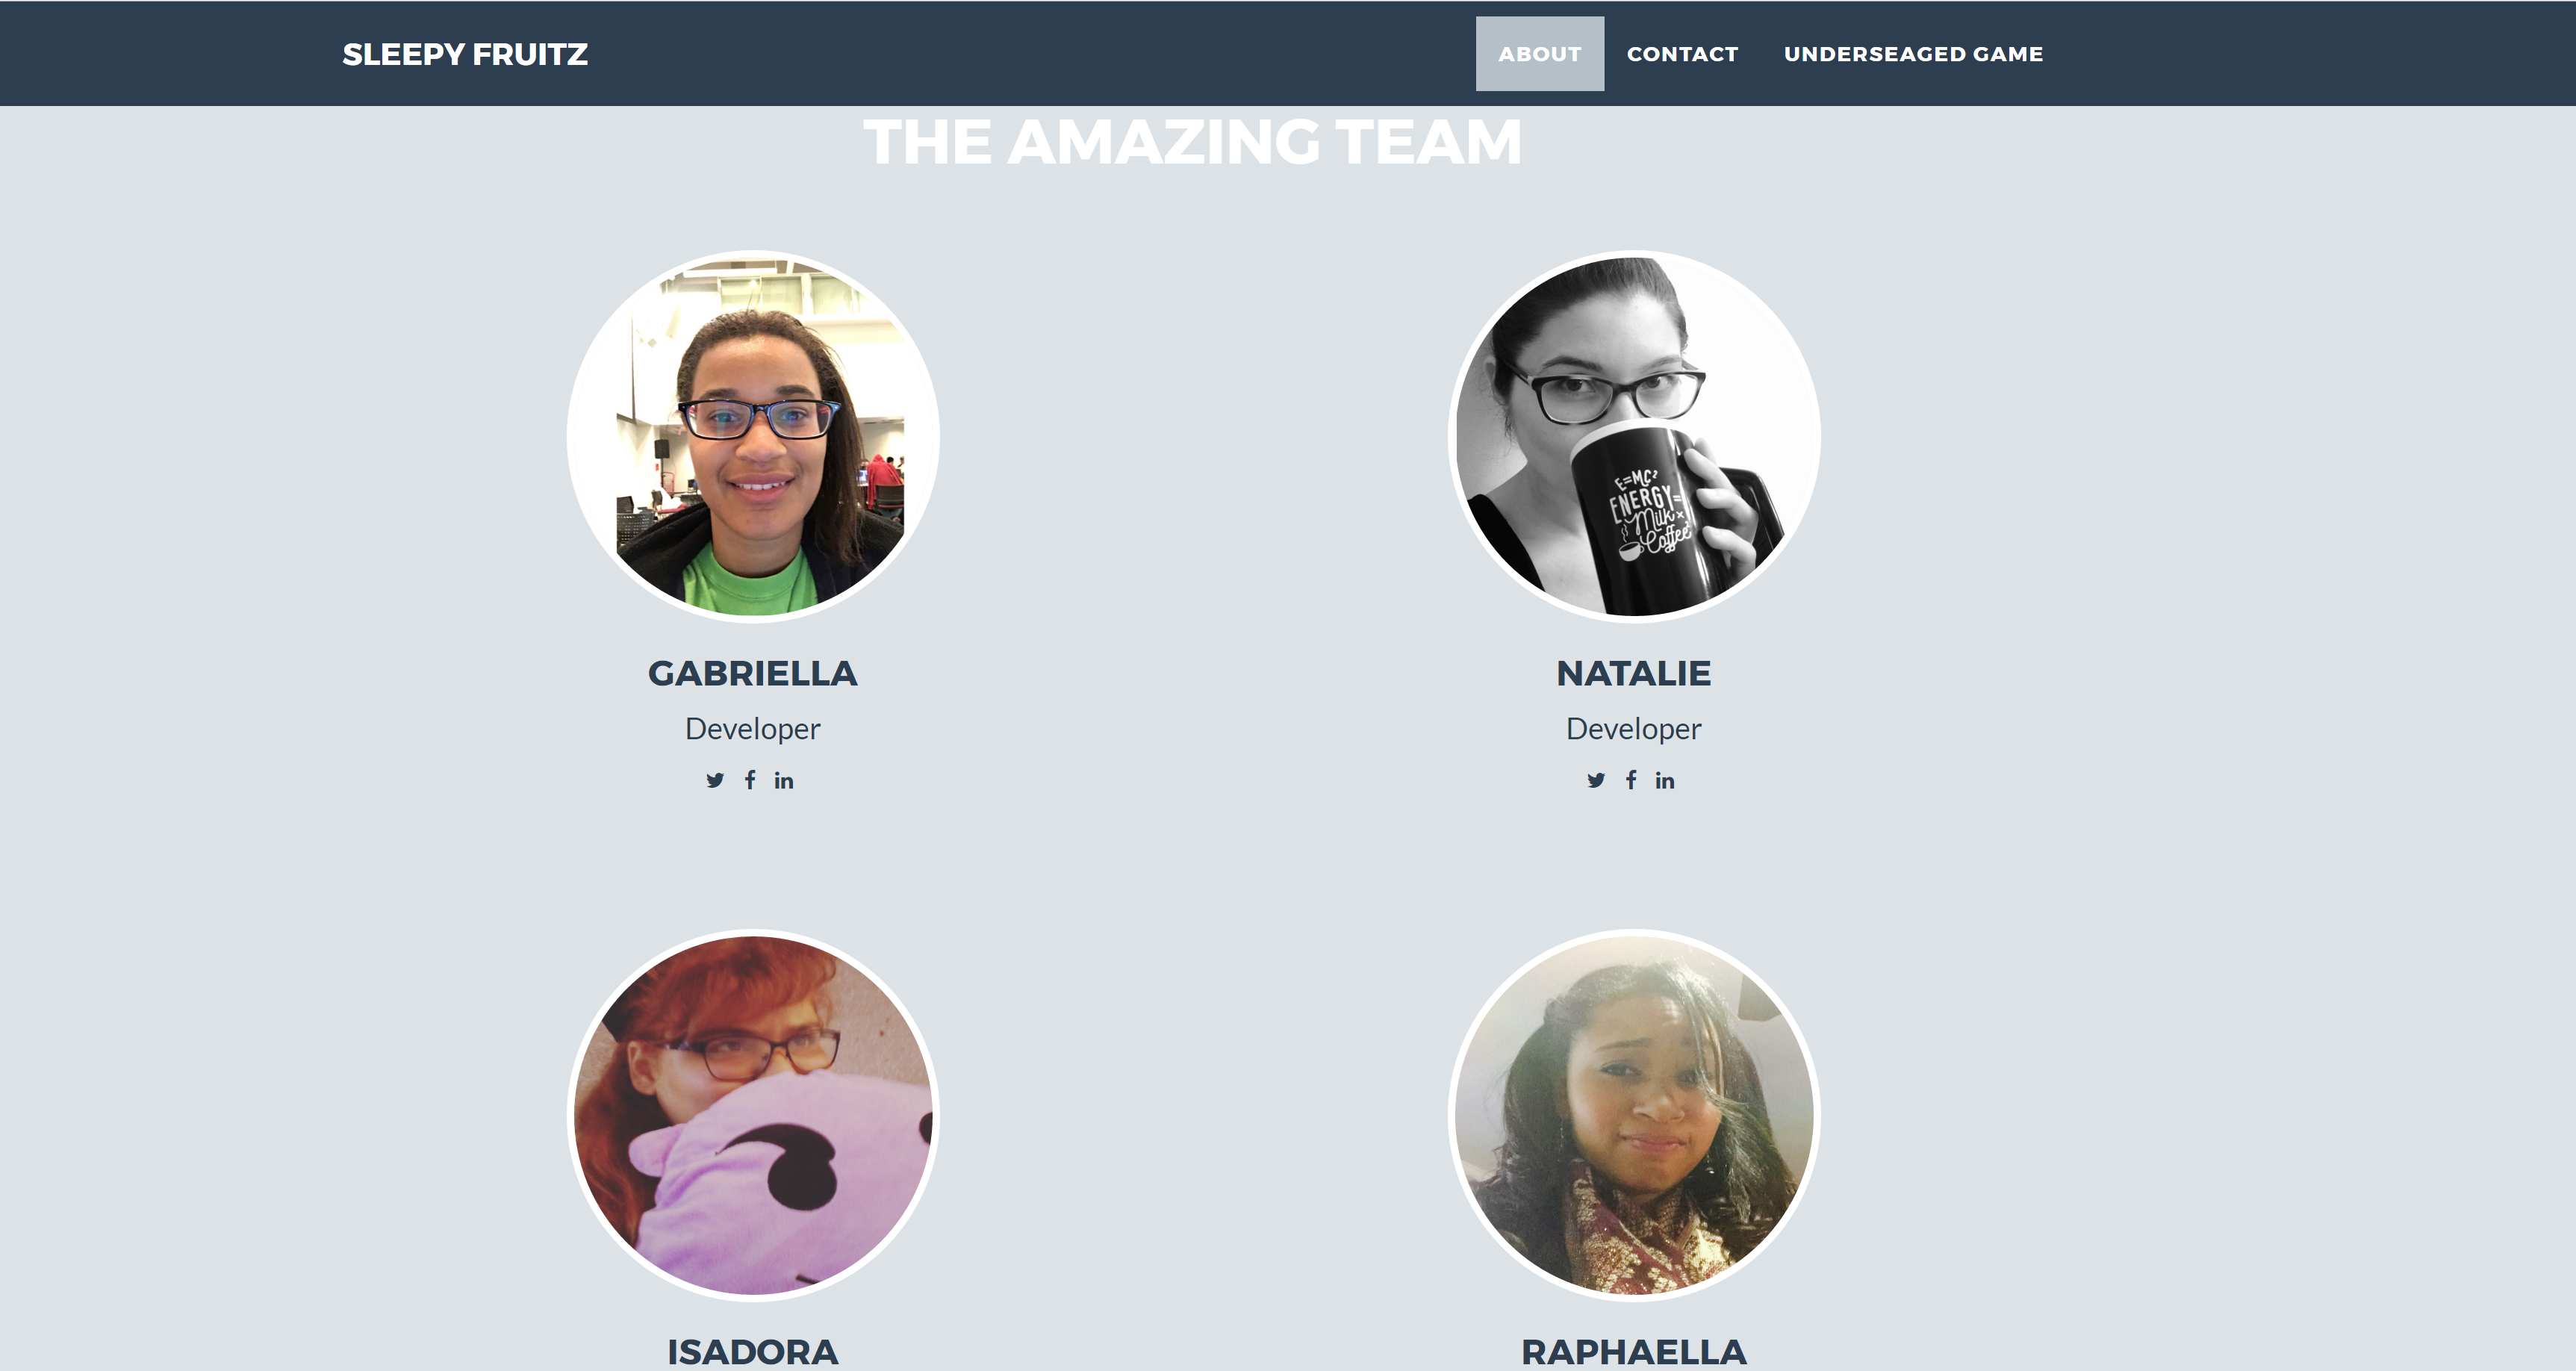 SLEEPY FRUITZ
ABOUT CONTACT UNDERSEAGED GAME
THE AMAZING TEAM
E=MC²
ENERGY=
Milk x
Coffee²
GABRIELLA
Developer
NATALIE
Developer
ISADORA
RAPHAELLA